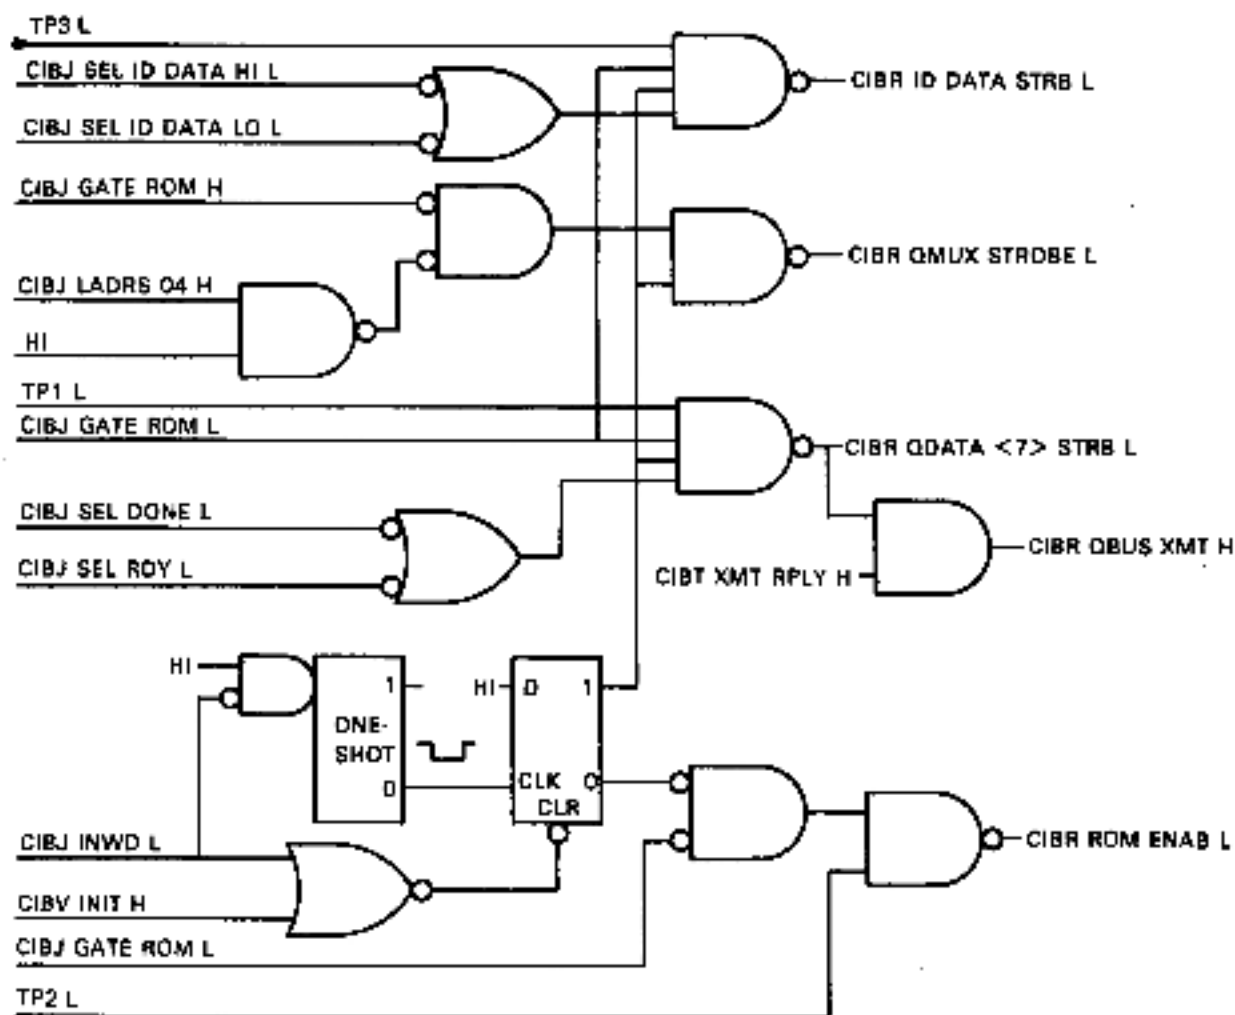 TP3 L
CIBJ SEL ID DATA HI L
CIBR ID DATA STRB L
CIBJ SEL ID DATA LO L
CIBJ GATE ROM H
CIBR QMUX STROBE L
CIBJ LADRS 04 H
HI
TP1 L
CIBJ GATE ROM L
CIBR QDATA <7> STRB L
CIBJ SEL DONE L
CIBR QBUS XMT H
CIBJ SEL RDY L
CIBT XMT RPLY H
HI
1
HI
D
1
ONE-
SHOT
0
CLK
0
CLR
CIBJ INWD L
CIBR ROM ENAB L
CIBV INIT H
CIBJ GATE ROM L
TP2 L